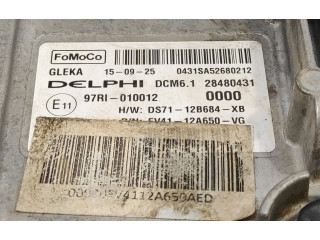 FoMoCo
GLEKA 15-09-25 0431SA52680212
DELPHI DCM6.1 28480431
E11 97RI-010012 0000
H/W: DS71-12B684-XB
EV41-12A650-VG
V4112A650AED